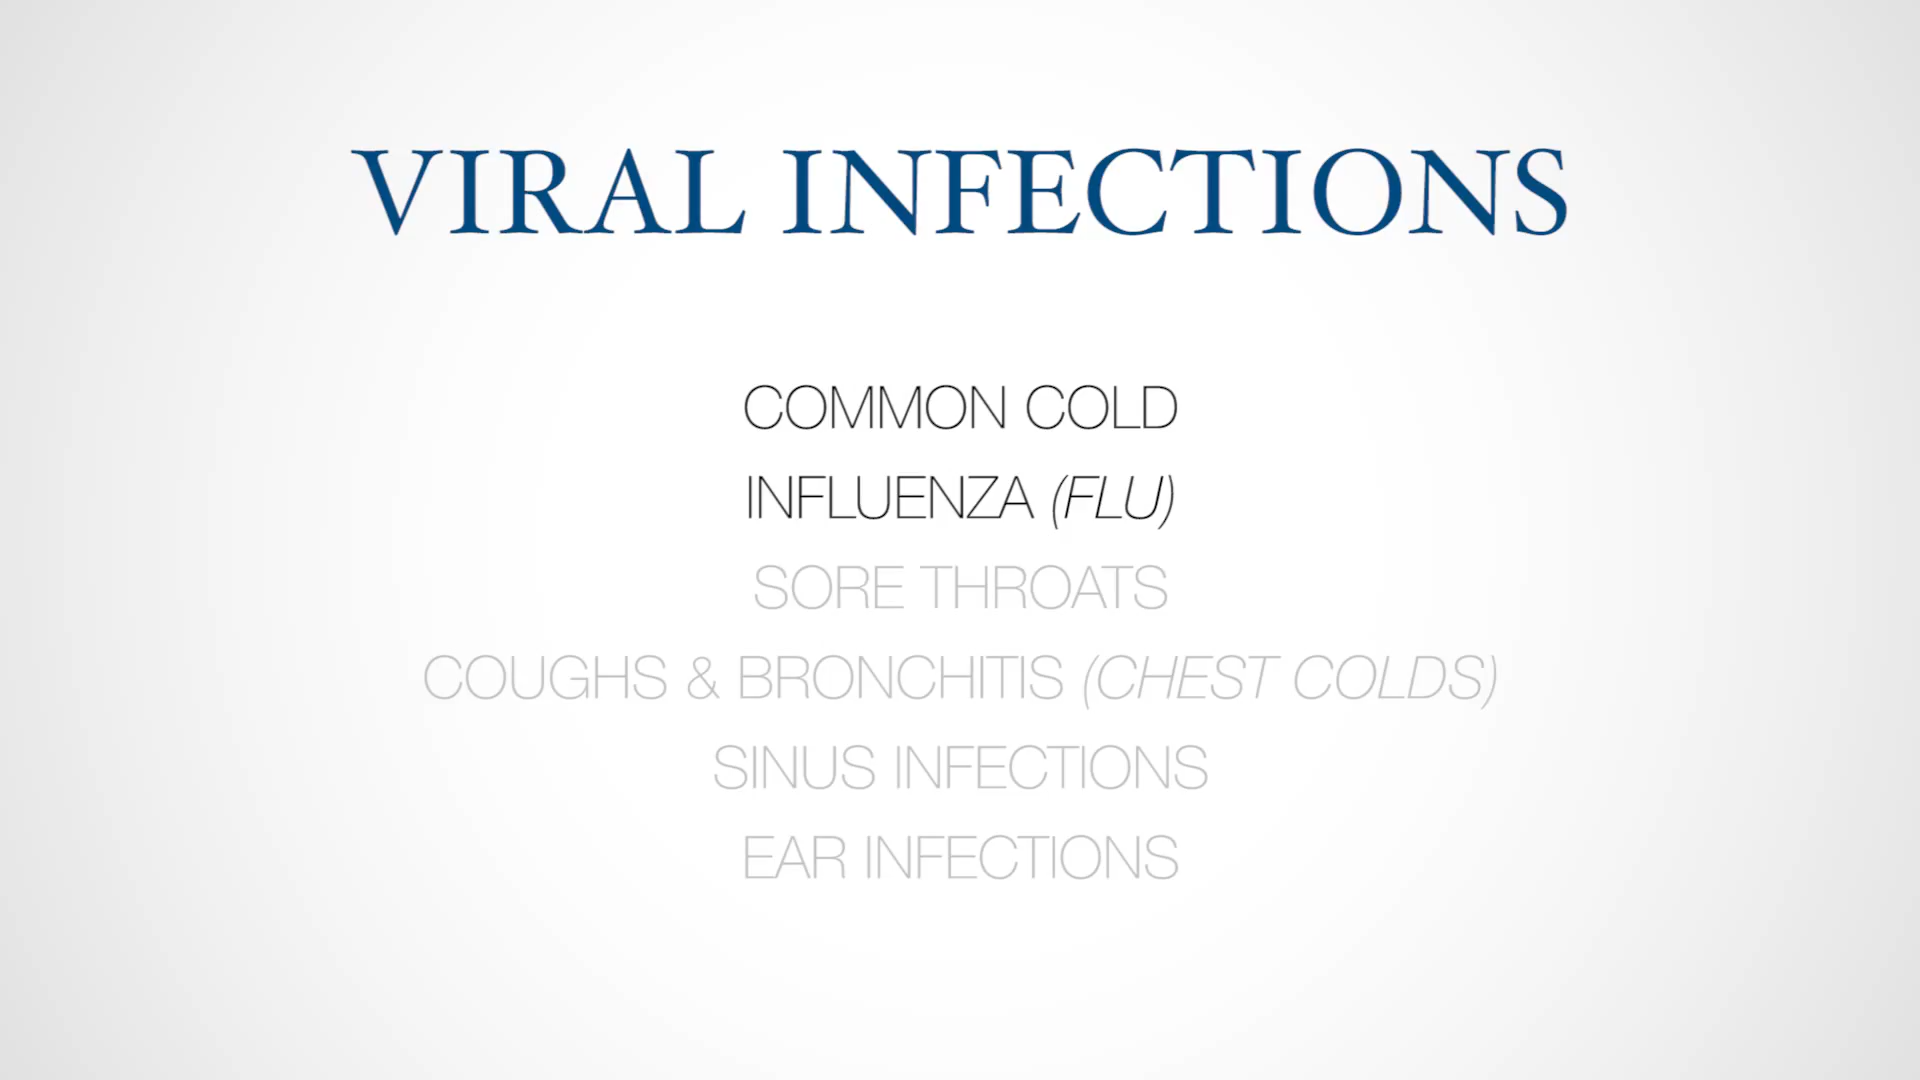 VIRAL INFECTIONS
COMMON COLD
INFLUENZA (FLU)
SORE THROATS
COUGHS & BRONCHITIS (CHEST COLDS)
SINUS INFECTIONS
EAR INFECTIONS